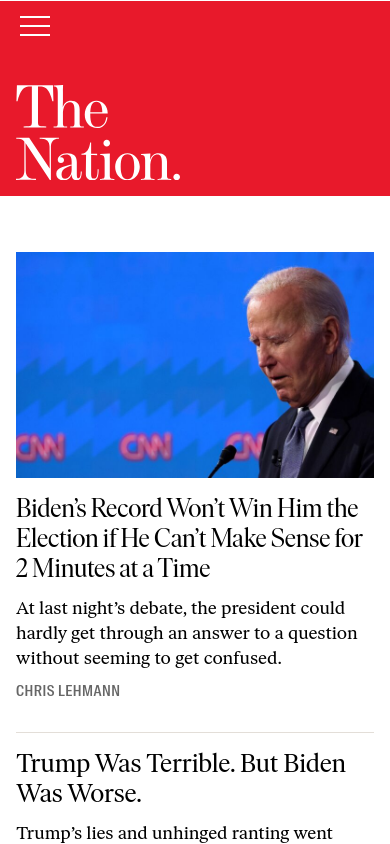 The
Nation.
CNN CNN CNN
Biden’s Record Won’t Win Him the
Election if He Can’t Make Sense for
2 Minutes at a Time
At last night’s debate, the president could
hardly get through an answer to a question
without seeming to get confused.
CHRIS LEHMANN
Trump Was Terrible. But Biden
Was Worse.
Trump’s lies and unhinged ranting went